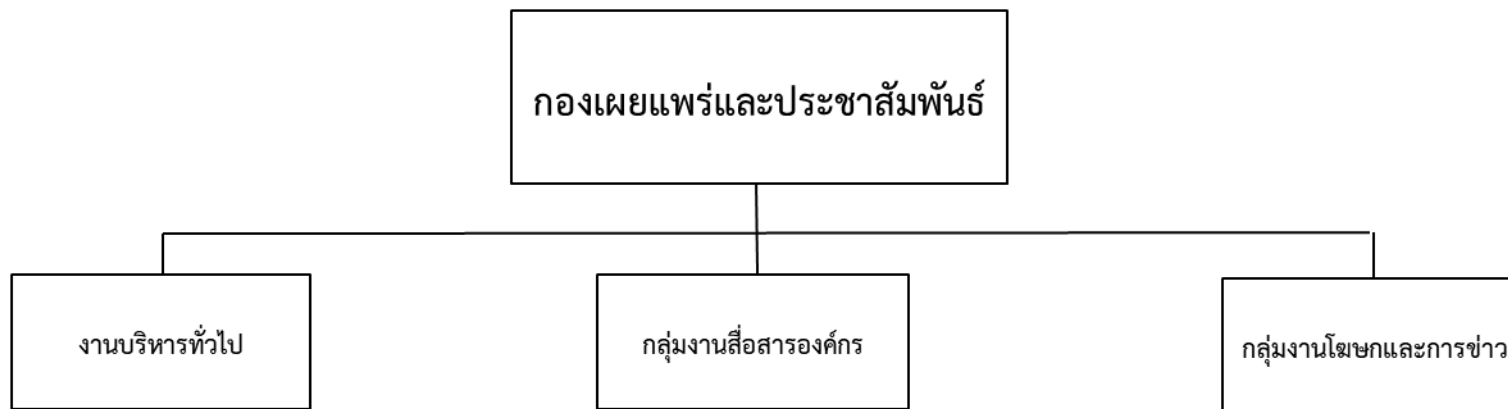 กองเผยแพร่และประชาสัมพันธ์
งานบริหารทั่วไป
กลุ่มงานสื่อสารองค์กร
กลุ่มงานโฆษกและการข่าว